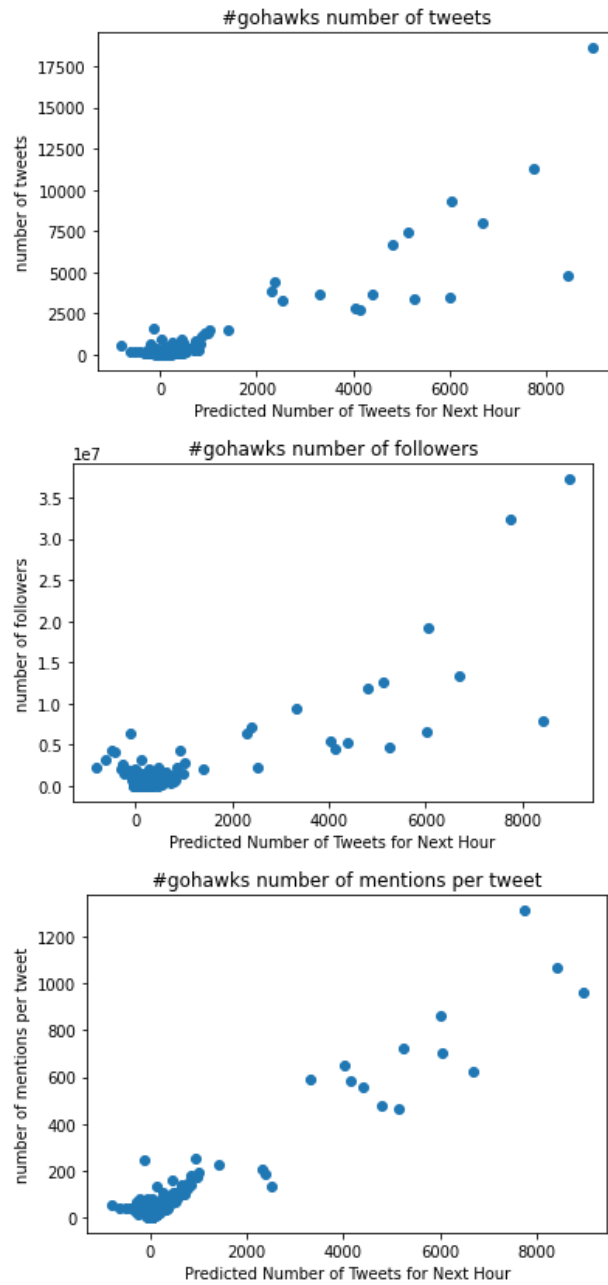 #gohawks number of tweets
17500
15000
12500
10000
7500
5000
2500
0
number of tweets
0 2000 4000 6000 8000
Predicted Number of Tweets for Next Hour
#gohawks number of followers
1e7
3.5
3.0
2.5
2.0
1.5
1.0
0.5
0.0
number of followers
0 2000 4000 6000 8000
Predicted Number of Tweets for Next Hour
#gohawks number of mentions per tweet
1200
1000
800
600
400
200
0
number of mentions per tweet
0 2000 4000 6000 8000
Predicted Number of Tweets for Next Hour